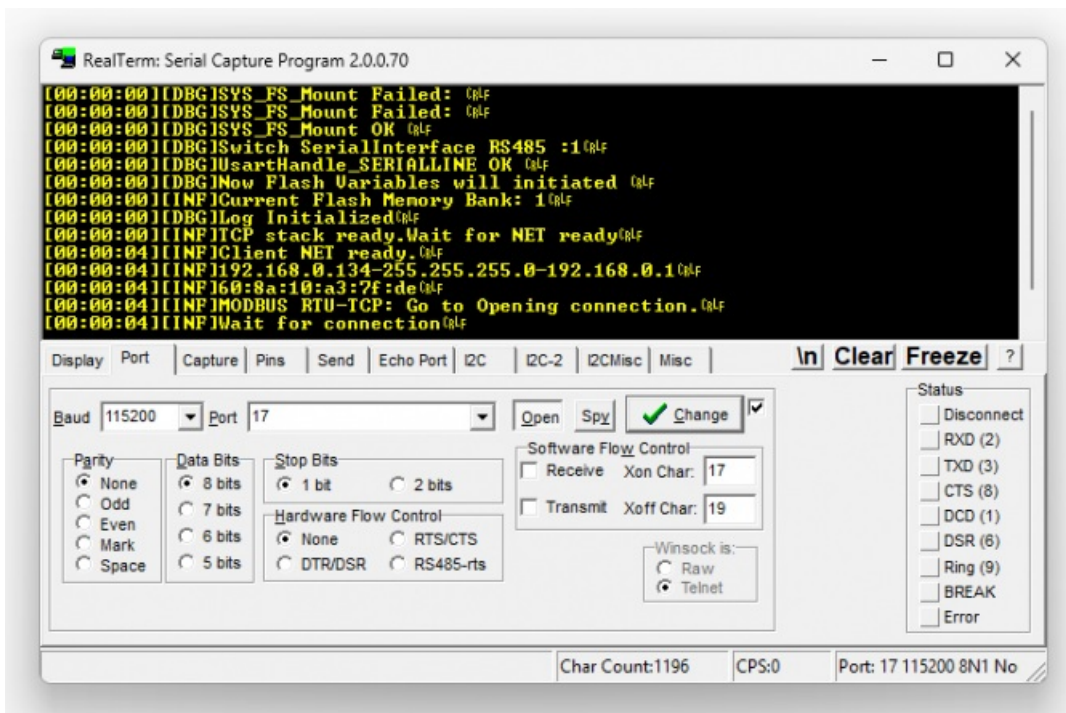 RealTerm: Serial Capture Program 2.0.0.70
[00:00:00][DBG]SYS_FS_Mount Failed: CRLF
[00:00:00][DBG]SYS_FS_Mount Failed: CRLF
[00:00:00][DBG]SYS_FS_Mount OK CRLF
[00:00:00][DBG]Switch SerialInterface RS485 :1CRLF
[00:00:00][DBG]UsartHandle_SERIALLINE OK CRLF
[00:00:00][DBG]Now Flash Variables will initiated CRLF
[00:00:00][INF]Current Flash Memory Bank: 1CRLF
[00:00:00][DBG]Log InitializedCRLF
[00:00:00][INF]TCP stack ready.Wait for NET readyCRLF
[00:00:04][INF]Client NET ready.CRLF
[00:00:04][INF]192.168.0.134-255.255.255.0-192.168.0.1CRLF
[00:00:04][INF]60:8a:10:a3:7f:deCRLF
[00:00:04][INF]MODBUS RTU-TCP: Go to Opening connection.CRLF
[00:00:04][INF]Wait for connectionCRLF
Display Port Capture Pins Send Echo Port I2C I2C-2 I2CMisc Misc \n Clear Freeze ?
Baud 115200 Port 17 Open Spy Change
Parity
None
Odd
Even
Mark
Space
Data Bits
8 bits
7 bits
6 bits
5 bits
Stop Bits
1 bit 2 bits
Hardware Flow Control
None RTS/CTS
DTR/DSR RS485-rts
Software Flow Control
Receive Xon Char: 17
Transmit Xoff Char: 19
Winsock is:
Raw
Telnet
Status
Disconnect
RXD (2)
TXD (3)
CTS (8)
DCD (1)
DSR (6)
Ring (9)
BREAK
Error
Char Count:1196 CPS:0 Port: 17 115200 8N1 No